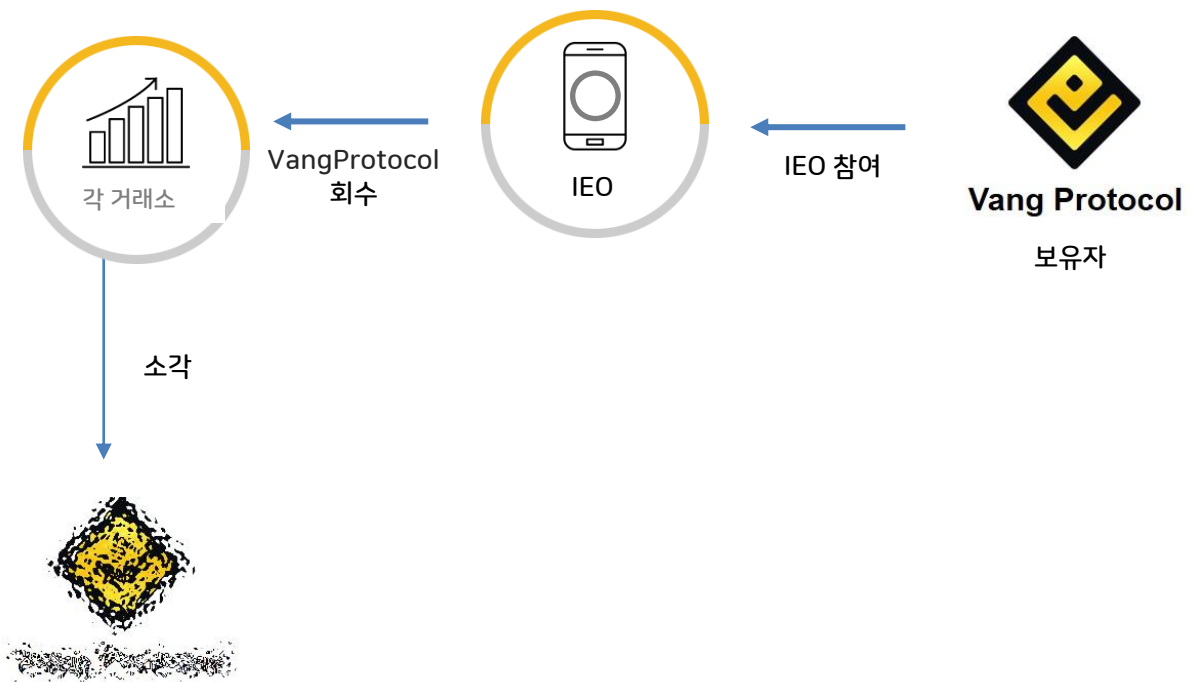 각 거래소
VangProtocol
회수
IEO
IEO 참여
Vang Protocol
보유자
소각